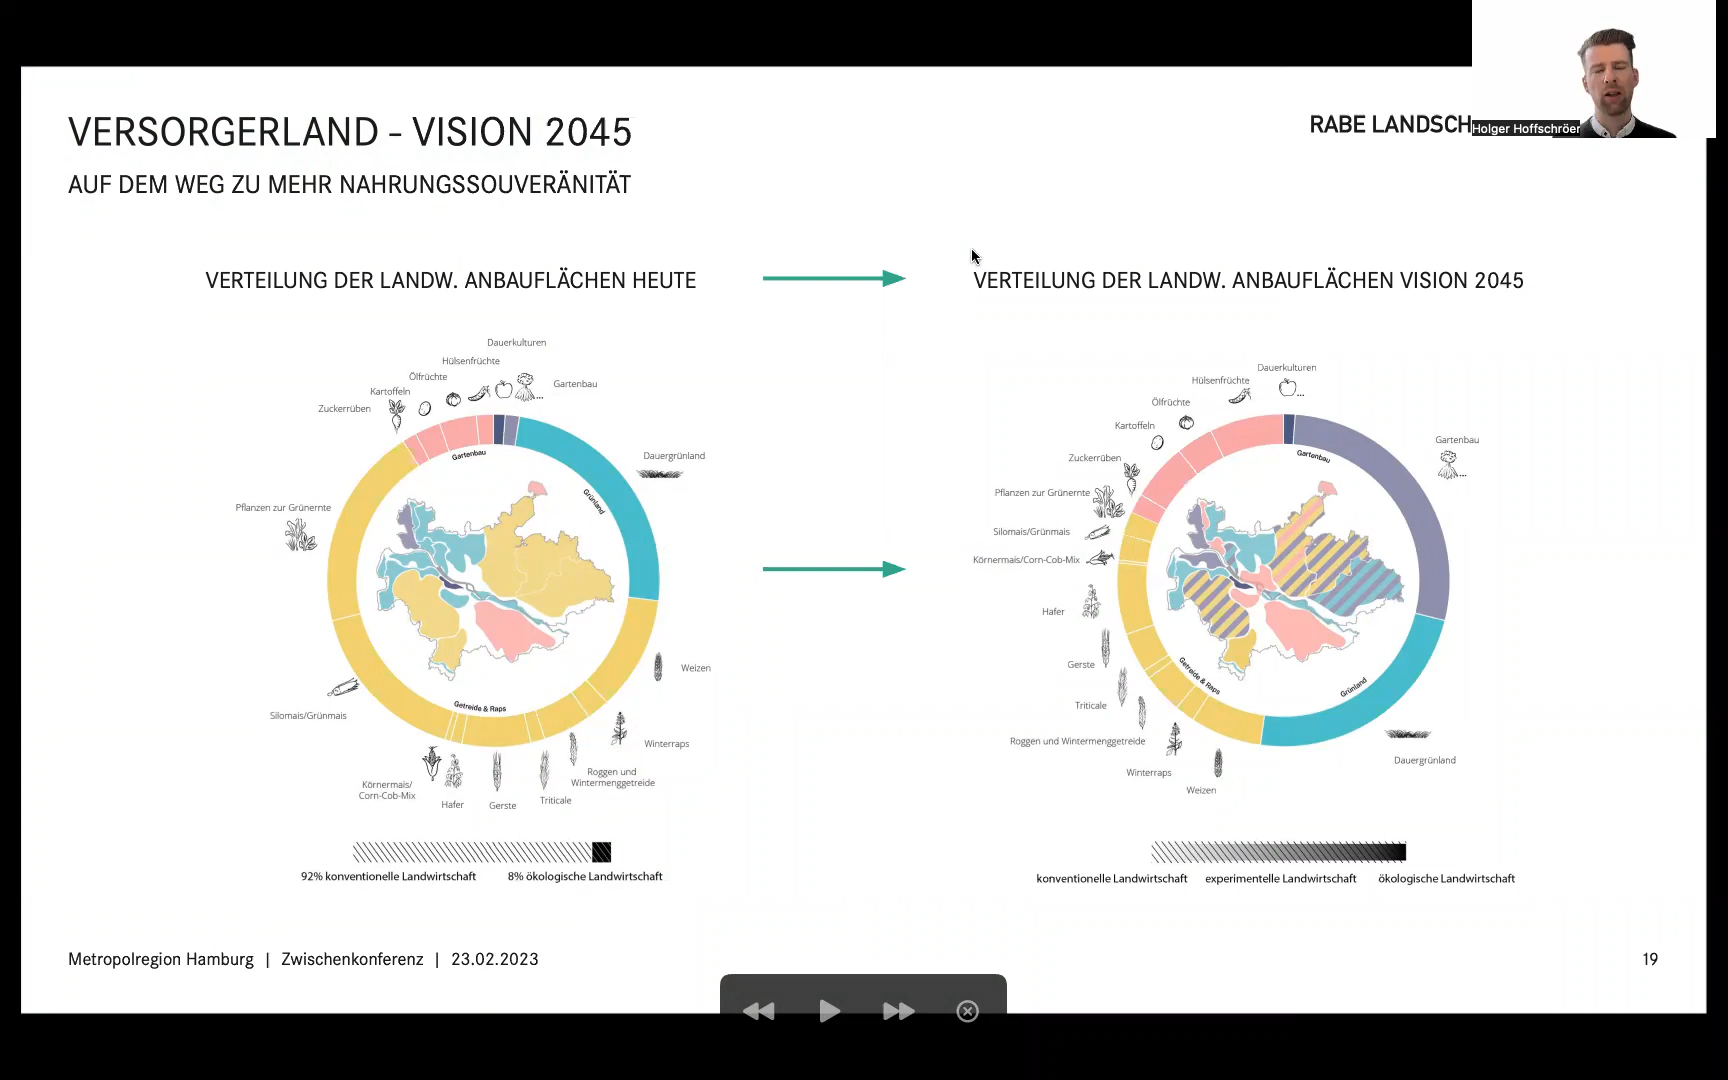 VERSORGERLAND - VISION 2045
RABE LANDSCH
Holger Hoffschröer
AUF DEM WEG ZU MEHR NAHRUNGSSOUVERÄNITÄT
VERTEILUNG DER LANDW. ANBAUFLÄCHEN HEUTE
Dauerkulturen
Hülsenfrüchte
Ölfrüchte
Gartenbau
Kartoffeln
Zuckerrüben
Gartenbau
Dauergrünland
Grünland
Pflanzen zur Grünernte
Weizen
Getreide & Raps
Silomais/Grünmais
Winterraps
Roggen und
Wintermenggetreide
Körnermais/
Corn-Cob-Mix
Hafer
Gerste
Triticale
92% konventionelle Landwirtschaft
8% ökologische Landwirtschaft
VERTEILUNG DER LANDW. ANBAUFLÄCHEN VISION 2045
Dauerkulturen
Hülsenfrüchte
Ölfrüchte
Kartoffeln
Gartenbau
Gartenbau
Zuckerrüben
Pflanzen zur Grünernte
Silomais/Grünmais
Körnermais/Corn-Cob-Mix
Hafer
Gerste
Getreide & Raps
Grünland
Triticale
Roggen und Wintermenggetreide
Dauergrünland
Winterraps
Weizen
konventionelle Landwirtschaft
experimentelle Landwirtschaft
ökologische Landwirtschaft
Metropolregion Hamburg | Zwischenkonferenz | 23.02.2023
19